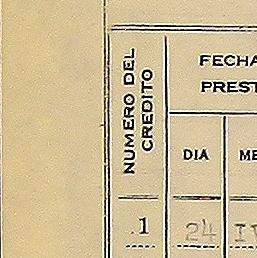 NUMERO DEL
CREDITO
FECHA
PREST
DIA
ME
1
24